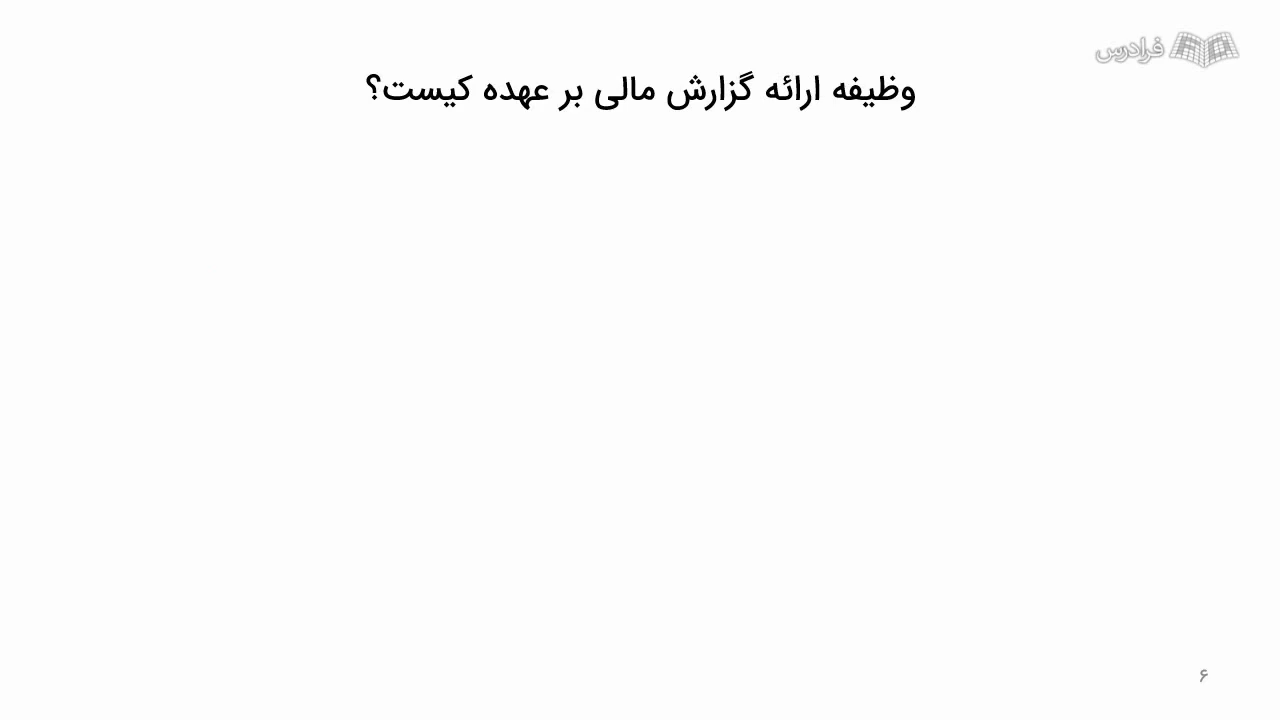 فرادرس
وظیفه ارائه گزارش مالی بر عهده کیست؟
۶